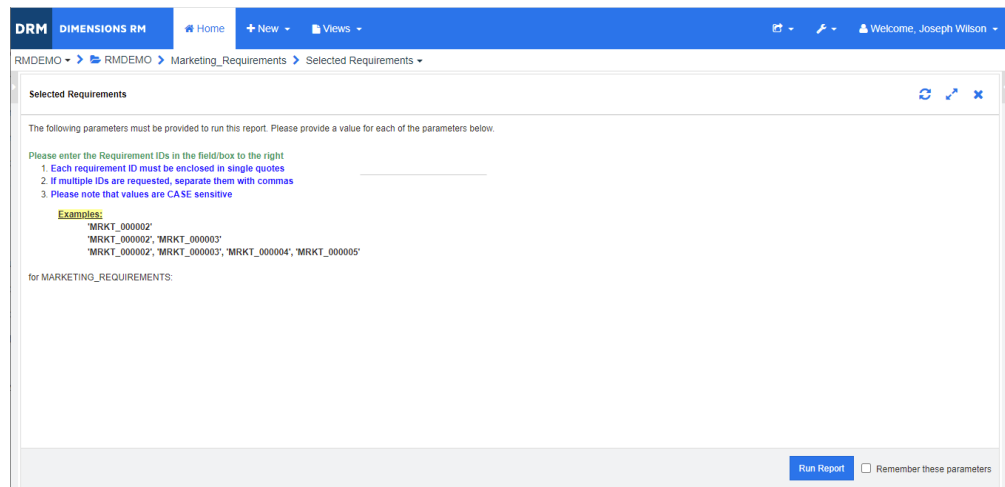 DRM DIMENSIONS RM Home + New Views Welcome, Joseph Wilson
RMDEMO > RMDEMO > Marketing_Requirements > Selected Requirements
Selected Requirements
The following parameters must be provided to run this report. Please provide a value for each of the parameters below.
Please enter the Requirement IDs in the field/box to the right
1. Each requirement ID must be enclosed in single quotes
2. If multiple IDs are requested, separate them with commas
3. Please note that values are CASE sensitive
Examples:
'MRKT_000002'
'MRKT_000002', 'MRKT_000003'
'MRKT_000002', 'MRKT_000003', 'MRKT_000004', 'MRKT_000005'
for MARKETING_REQUIREMENTS:
Run Report Remember these parameters